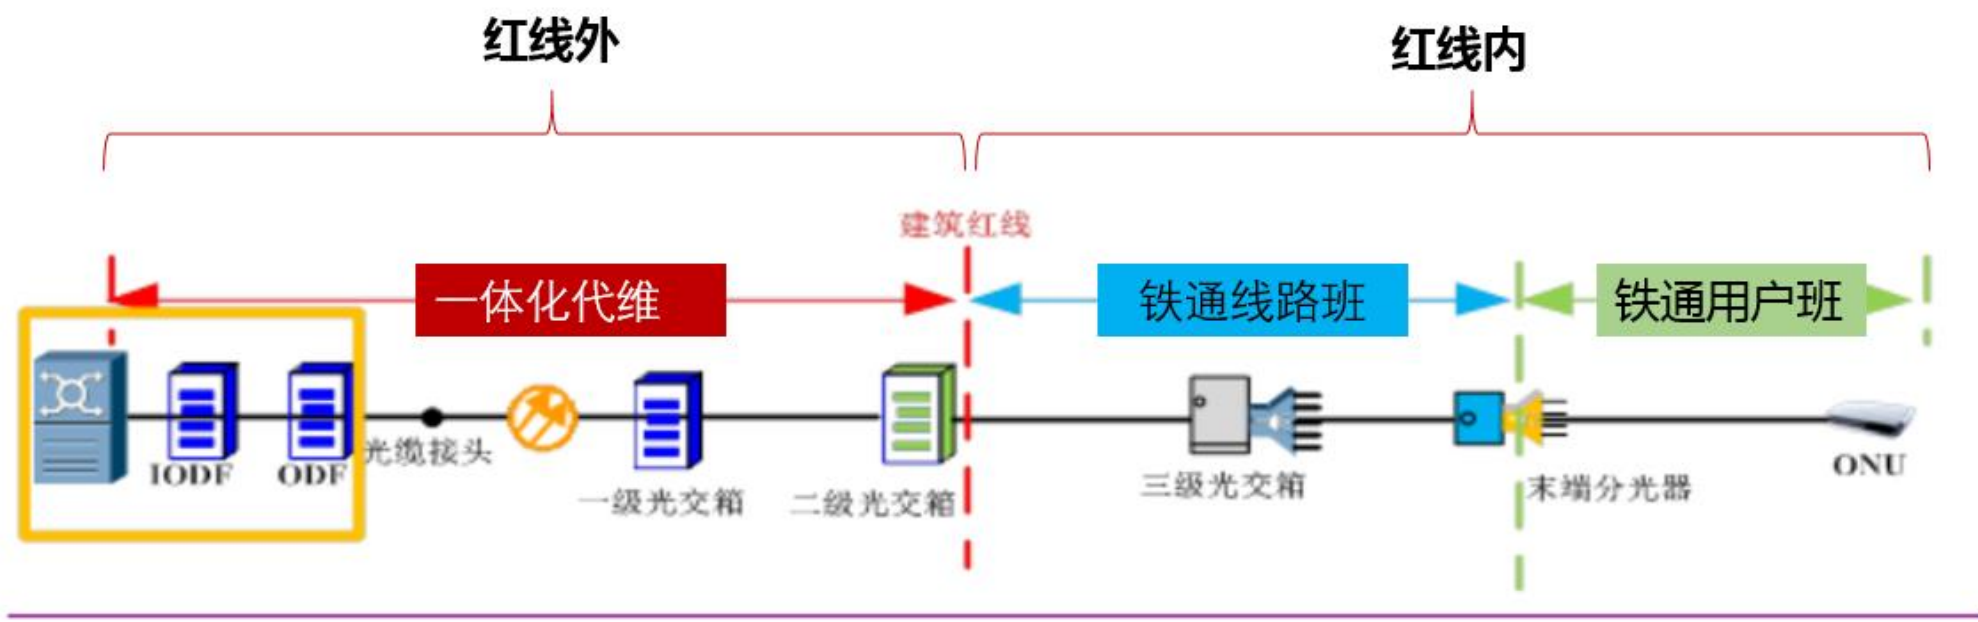 红线外
红线内
建筑红线
一体化代维
铁通线路班
铁通用户班
IODF
ODF
光缆接头
一级光交箱
二级光交箱
三级光交箱
末端分光器
ONU